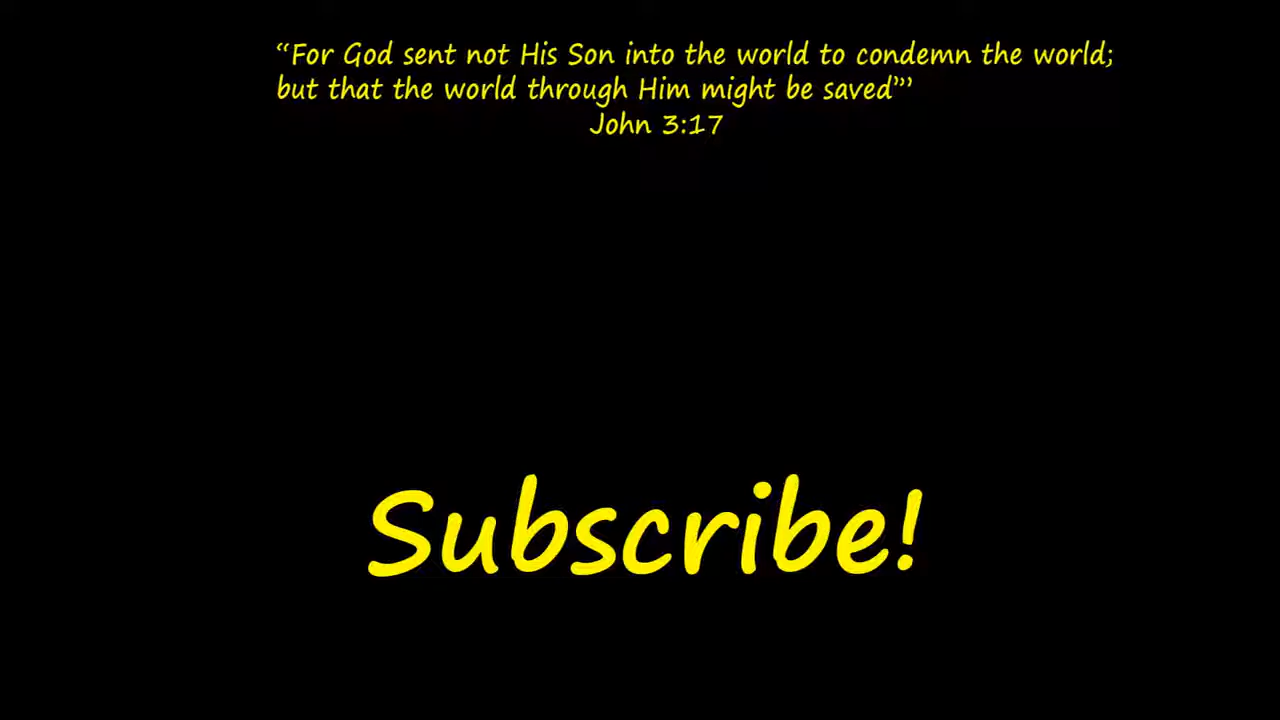 “For God sent not His Son into the world to condemn the world;
but that the world through Him might be saved”’
John 3:17
Subscribe!